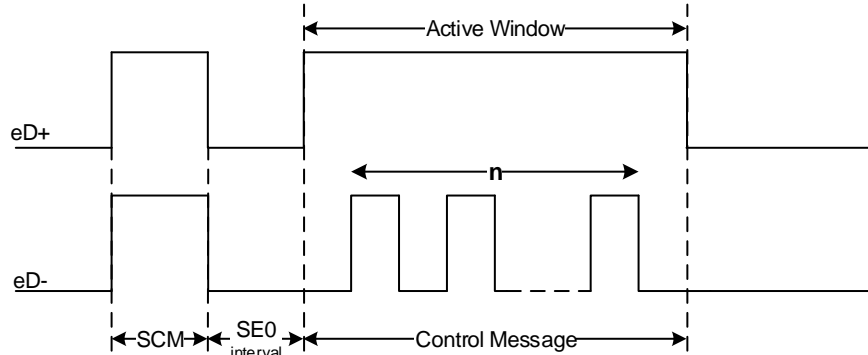 Active Window
eD+
n
eD-
SCM
SE0
interval
Control Message